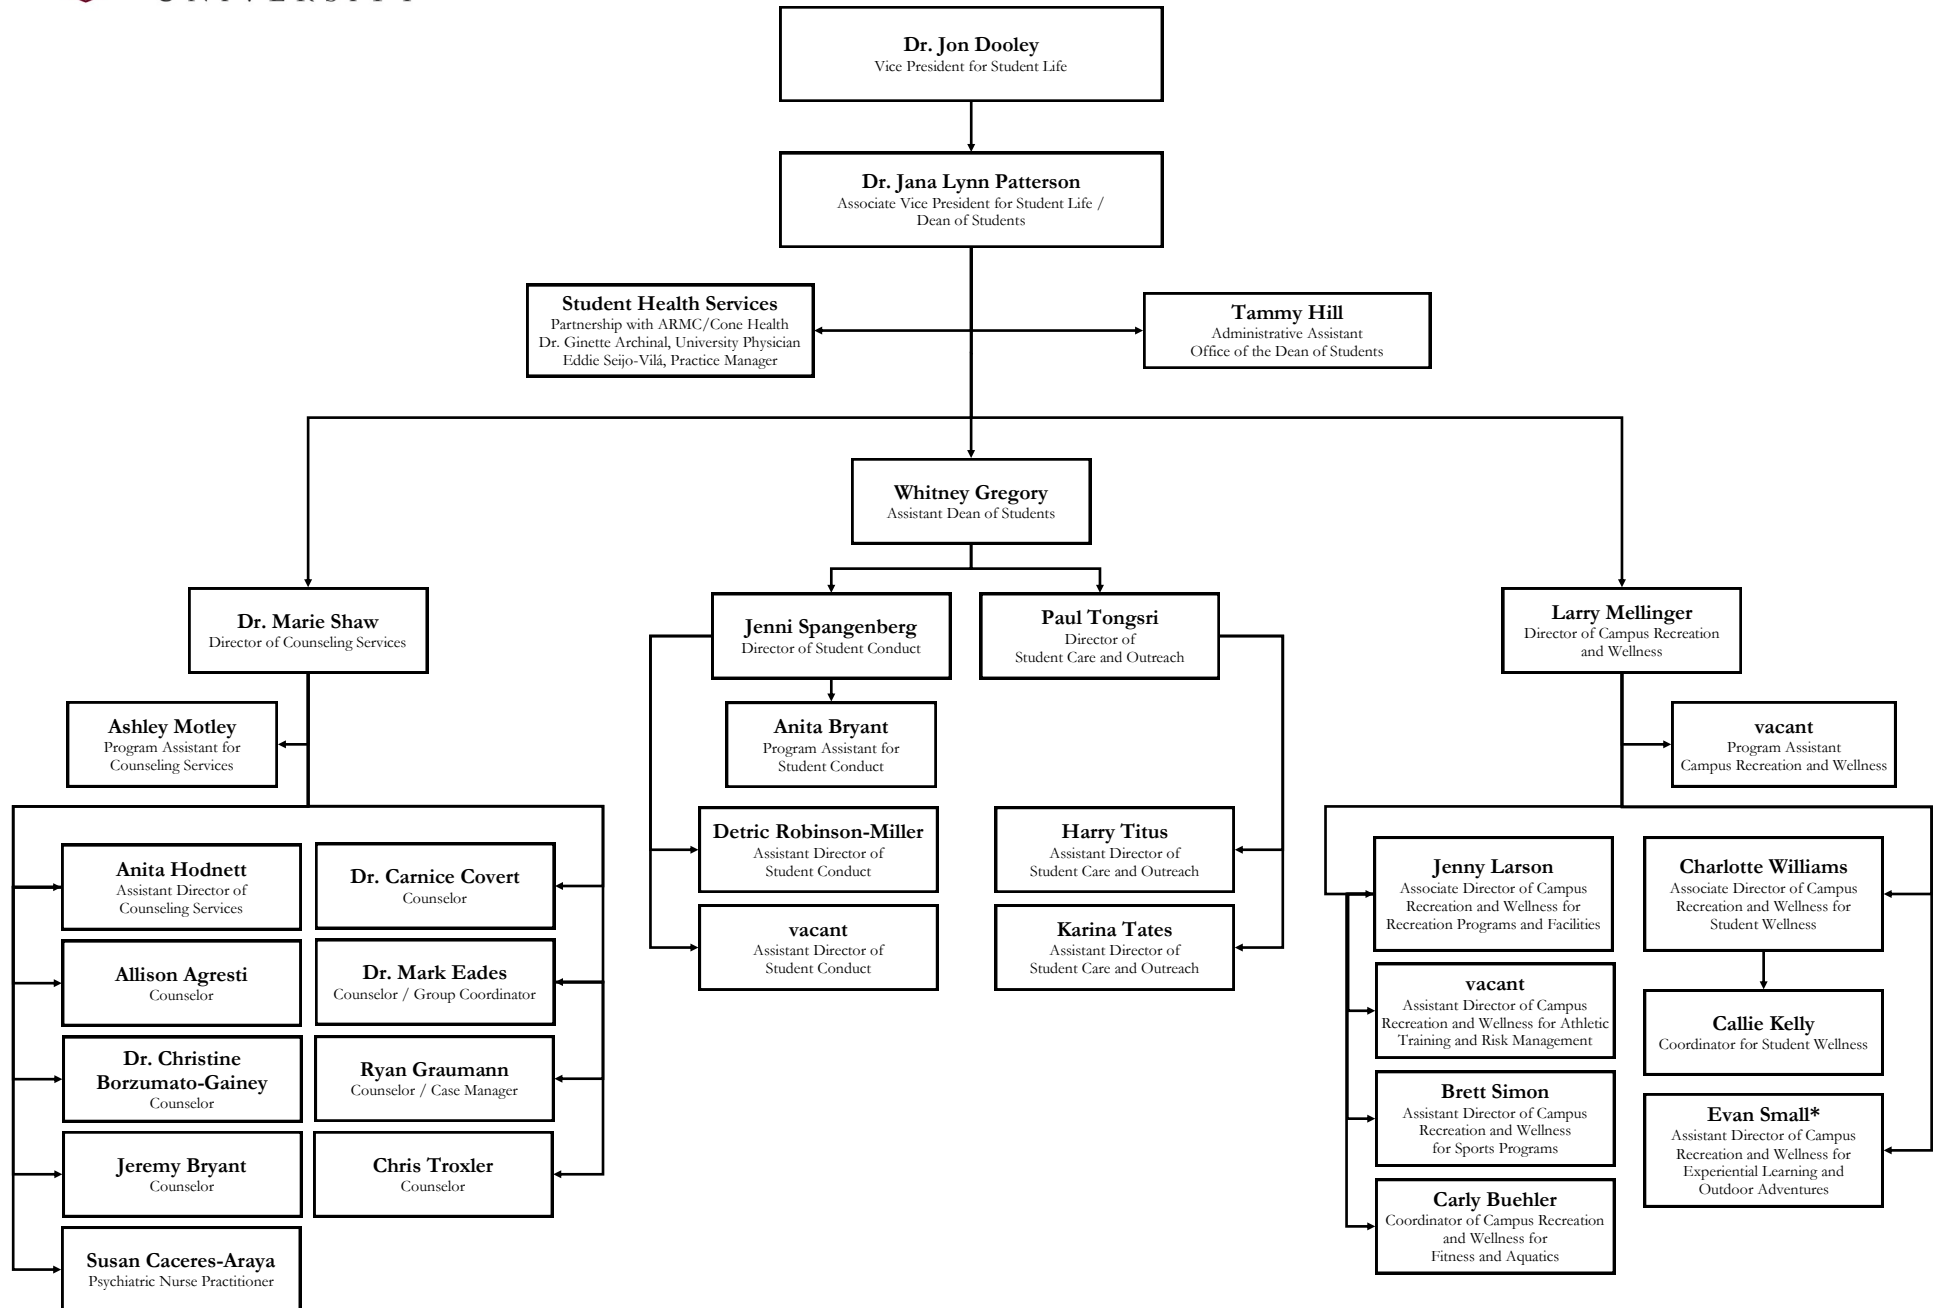 Dr. Jon Dooley
Vice President for Student Life
Dr. Jana Lynn Patterson
Associate Vice President for Student Life /
Dean of Students
Student Health Services
Partnership with ARMC/Cone Health
Dr. Ginette Archinal, University Physician
Eddie Seijo-Vilá, Practice Manager
Tammy Hill
Administrative Assistant
Office of the Dean of Students
Whitney Gregory
Assistant Dean of Students
Dr. Marie Shaw
Director of Counseling Services
Jenni Spangenberg
Director of Student Conduct
Paul Tongsri
Director of
Student Care and Outreach
Larry Mellinger
Director of Campus Recreation
and Wellness
Ashley Motley
Program Assistant for
Counseling Services
Anita Bryant
Program Assistant for
Student Conduct
vacant
Program Assistant
Campus Recreation and Wellness
Anita Hodnett
Assistant Director of
Counseling Services
Dr. Carnice Covert
Counselor
Allison Agresti
Counselor
Dr. Mark Eades
Counselor / Group Coordinator
Dr. Christine
Borzumato-Gainey
Counselor
Ryan Graumann
Counselor / Case Manager
Jeremy Bryant
Counselor
Chris Troxler
Counselor
Susan Caceres-Araya
Psychiatric Nurse Practitioner
Detric Robinson-Miller
Assistant Director of
Student Conduct
vacant
Assistant Director of
Student Conduct
Harry Titus
Assistant Director of
Student Care and Outreach
Karina Tates
Assistant Director of
Student Care and Outreach
Jenny Larson
Associate Director of Campus
Recreation and Wellness for
Recreation Programs and Facilities
vacant
Assistant Director of Campus
Recreation and Wellness for Athletic
Training and Risk Management
Brett Simon
Assistant Director of Campus
Recreation and Wellness
for Sports Programs
Carly Buehler
Coordinator of Campus Recreation
and Wellness for
Fitness and Aquatics
Charlotte Williams
Associate Director of Campus
Recreation and Wellness for
Student Wellness
Callie Kelly
Coordinator for Student Wellness
Evan Small*
Assistant Director of Campus
Recreation and Wellness for
Experiential Learning and
Outdoor Adventures